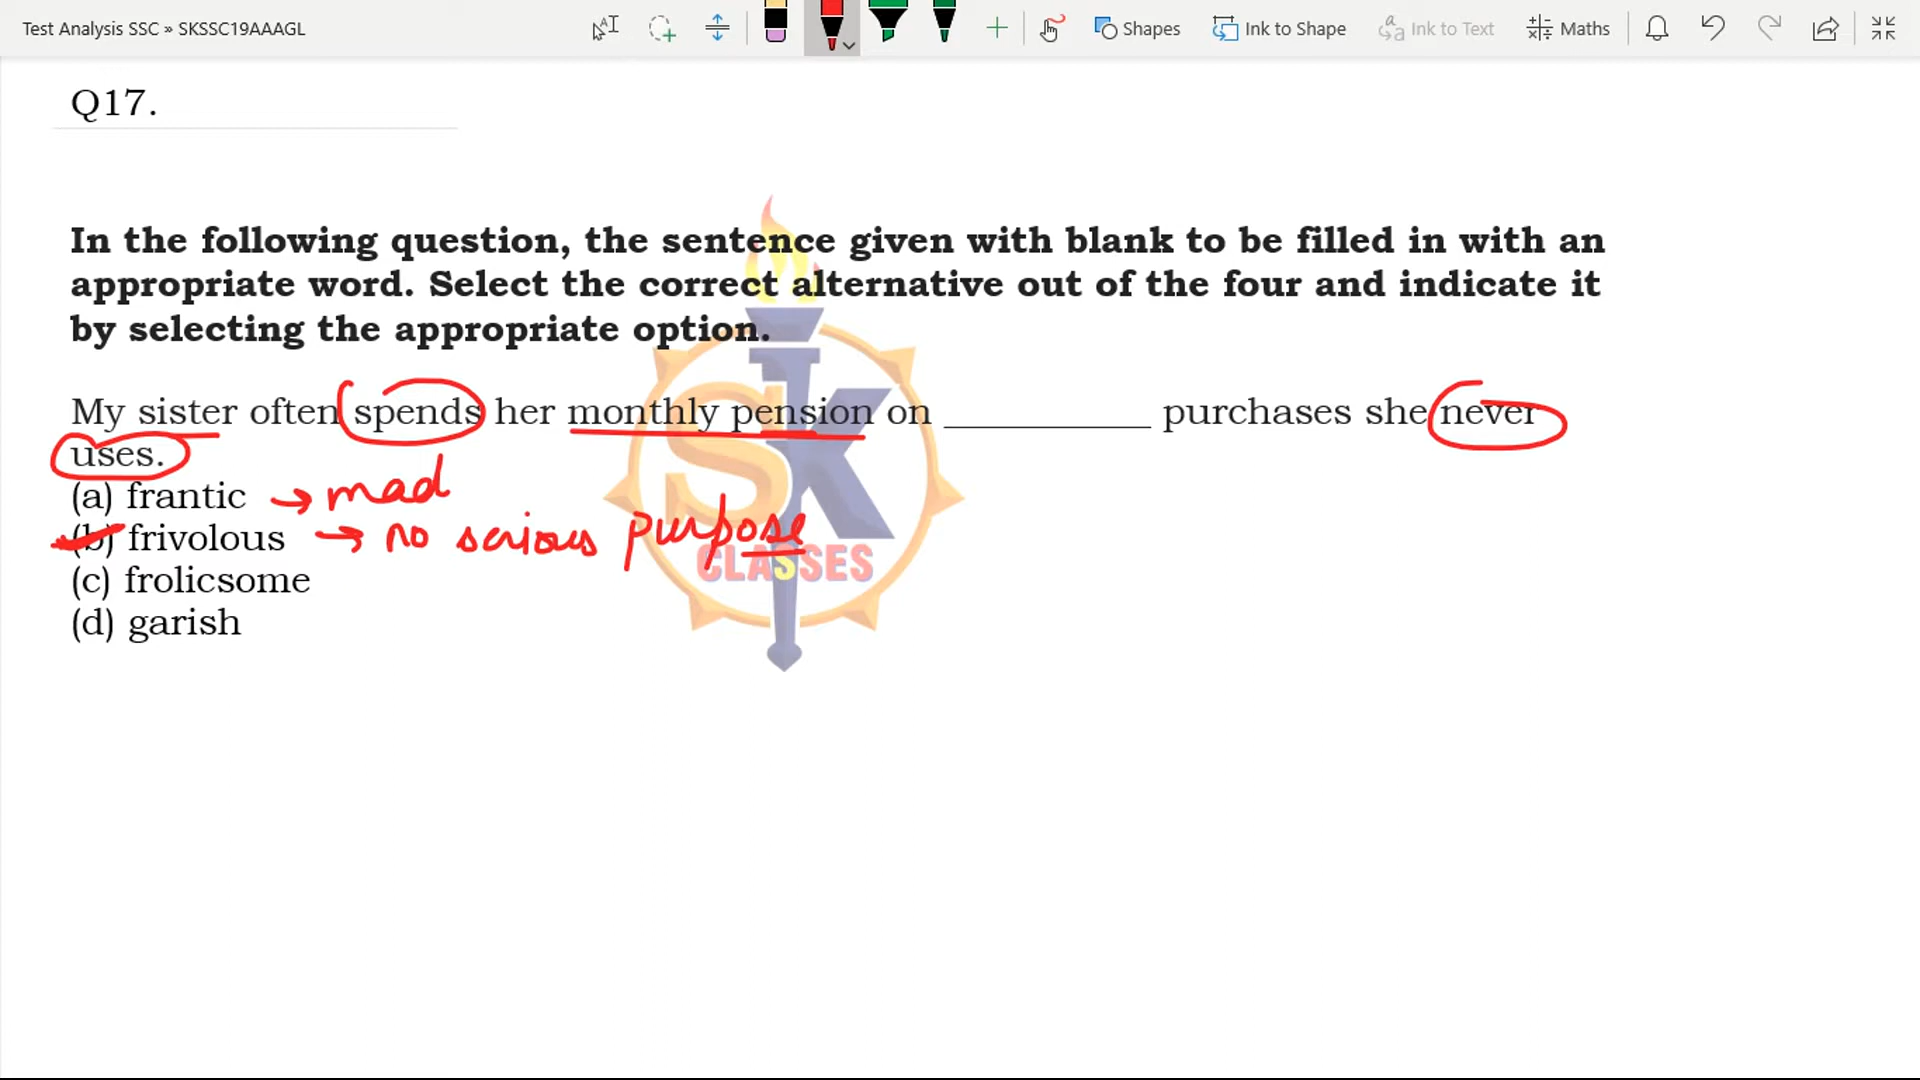 Test Analysis SSC » SKSSC19AAAGL
Shapes
Ink to Shape
Ink to Text
Maths
Q17.
In the following question, the sentence given with blank to be filled in with an
appropriate word. Select the correct alternative out of the four and indicate it
by selecting the appropriate option.
My sister often spends her monthly pension on ____________ purchases she never
uses.
(a) frantic → mad
(b) frivolous → no serious purpose
(c) frolicsome
(d) garish
SK
CLASSES